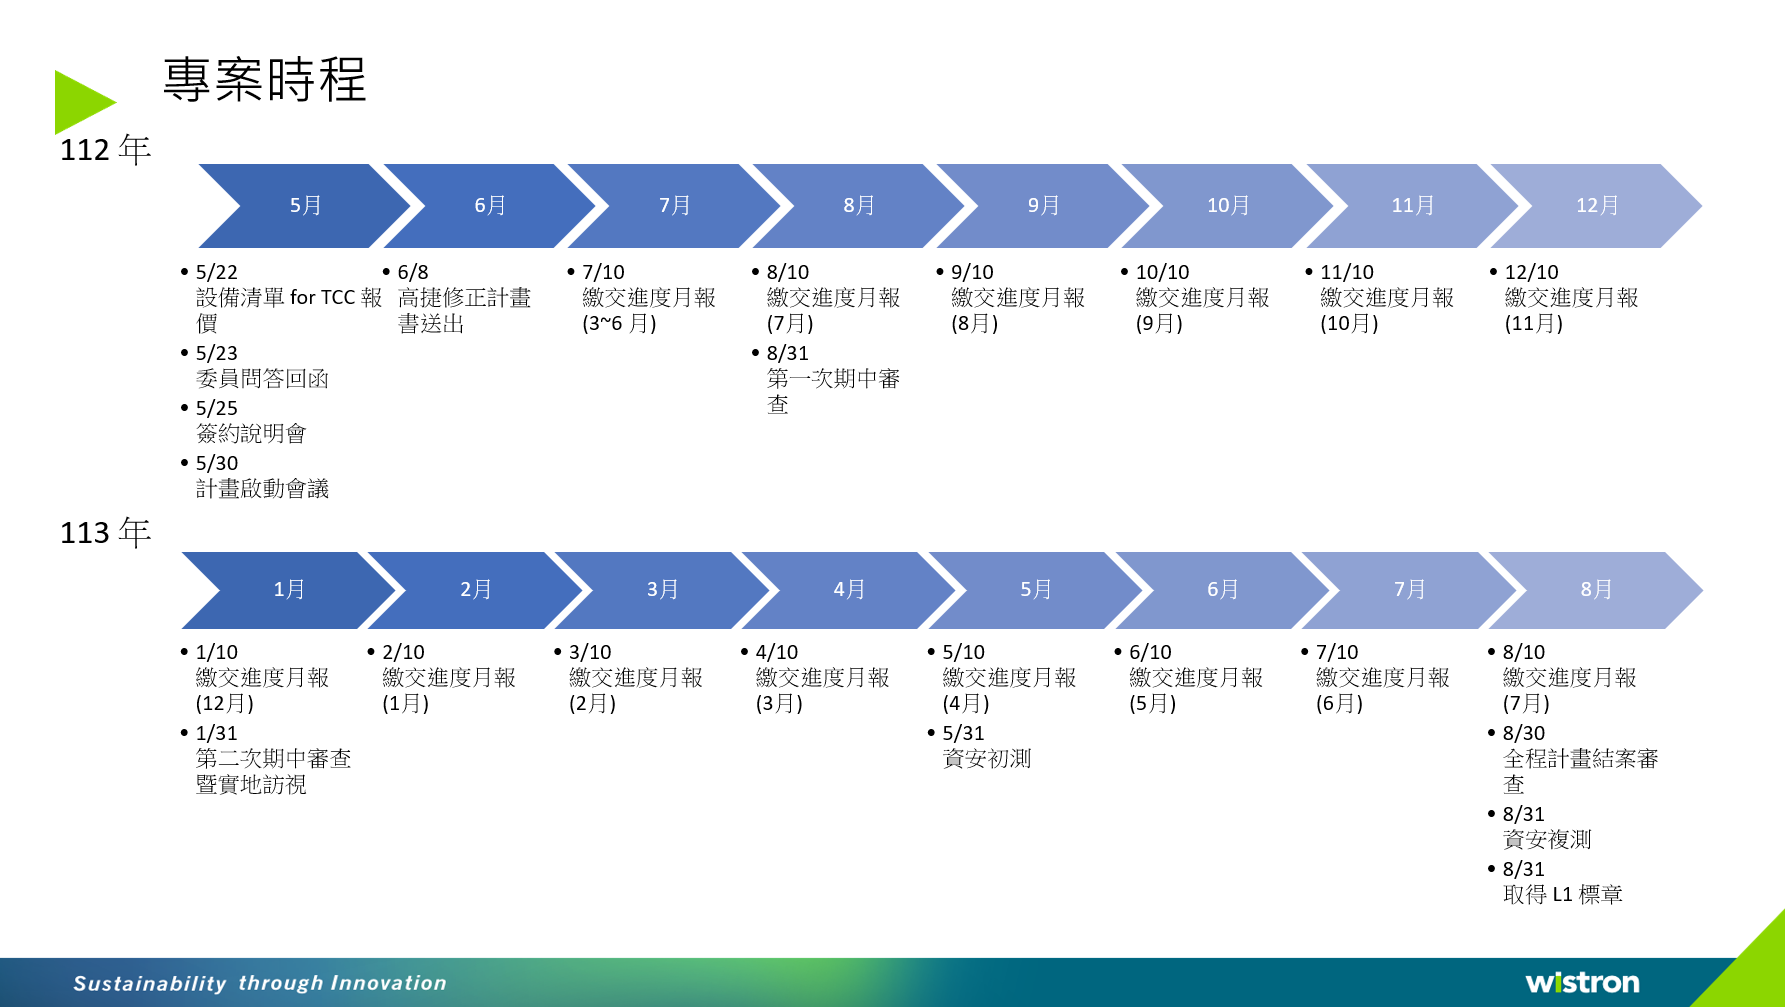 專案時程
112 年
5月
6月
7月
8月
9月
10月
11月
12月
• 5/22
設備清單 for TCC 報
價
• 5/23
委員問答回函
• 5/25
簽約說明會
• 5/30
計畫啟動會議
• 6/8
高捷修正計畫
書送出
• 7/10
繳交進度月報
(3~6 月)
• 8/10
繳交進度月報
(7月)
• 8/31
第一次期中審
查
• 9/10
繳交進度月報
(8月)
• 10/10
繳交進度月報
(9月)
• 11/10
繳交進度月報
(10月)
• 12/10
繳交進度月報
(11月)
113 年
1月
2月
3月
4月
5月
6月
7月
8月
• 1/10
繳交進度月報
(12月)
• 1/31
第二次期中審查
暨實地訪視
• 2/10
繳交進度月報
(1月)
• 3/10
繳交進度月報
(2月)
• 4/10
繳交進度月報
(3月)
• 5/10
繳交進度月報
(4月)
• 5/31
資安初測
• 6/10
繳交進度月報
(5月)
• 7/10
繳交進度月報
(6月)
• 8/10
繳交進度月報
(7月)
• 8/30
全程計畫結案審
查
• 8/31
資安複測
• 8/31
取得 L1 標章
Sustainability through Innovation
wistron